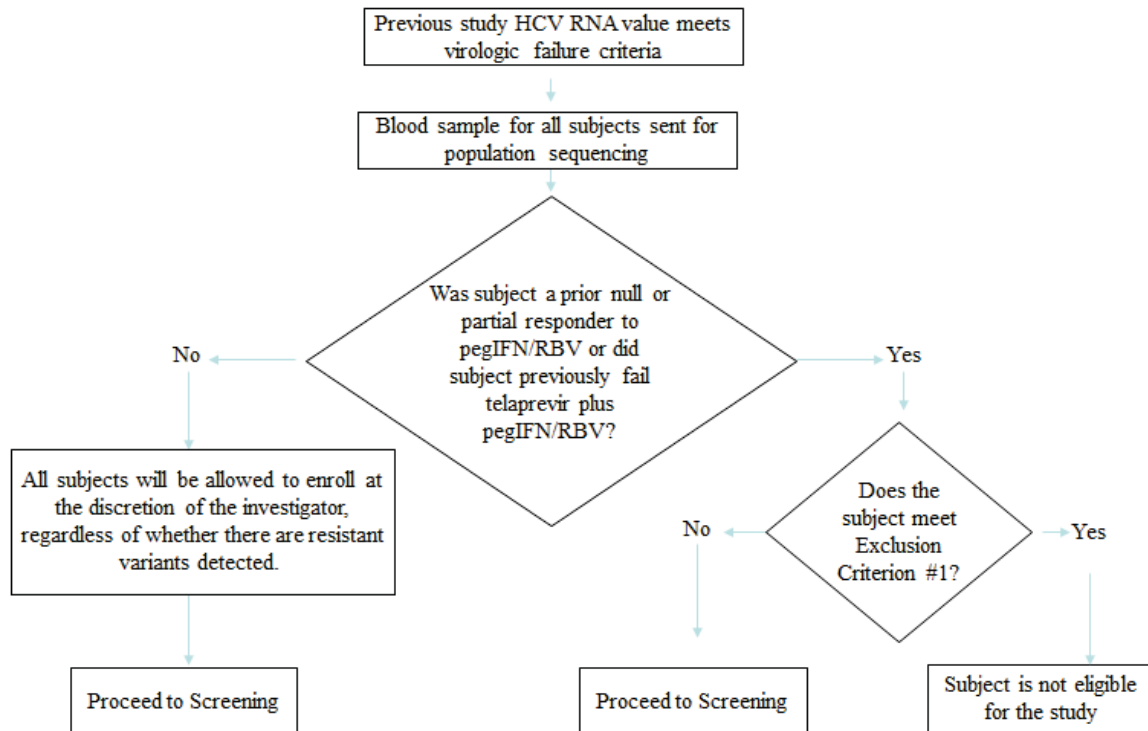 Previous study HCV RNA value meets
virologic failure criteria
Blood sample for all subjects sent for
population sequencing
Was subject a prior null or
partial responder to
pegIFN/RBV or did
subject previously fail
telaprevir plus
pegIFN/RBV?
No
Yes
All subjects will be allowed to enroll at
the discretion of the investigator,
regardless of whether there are resistant
variants detected.
Does the
subject meet
Exclusion
Criterion #1?
No
Yes
Proceed to Screening
Proceed to Screening
Subject is not eligible
for the study